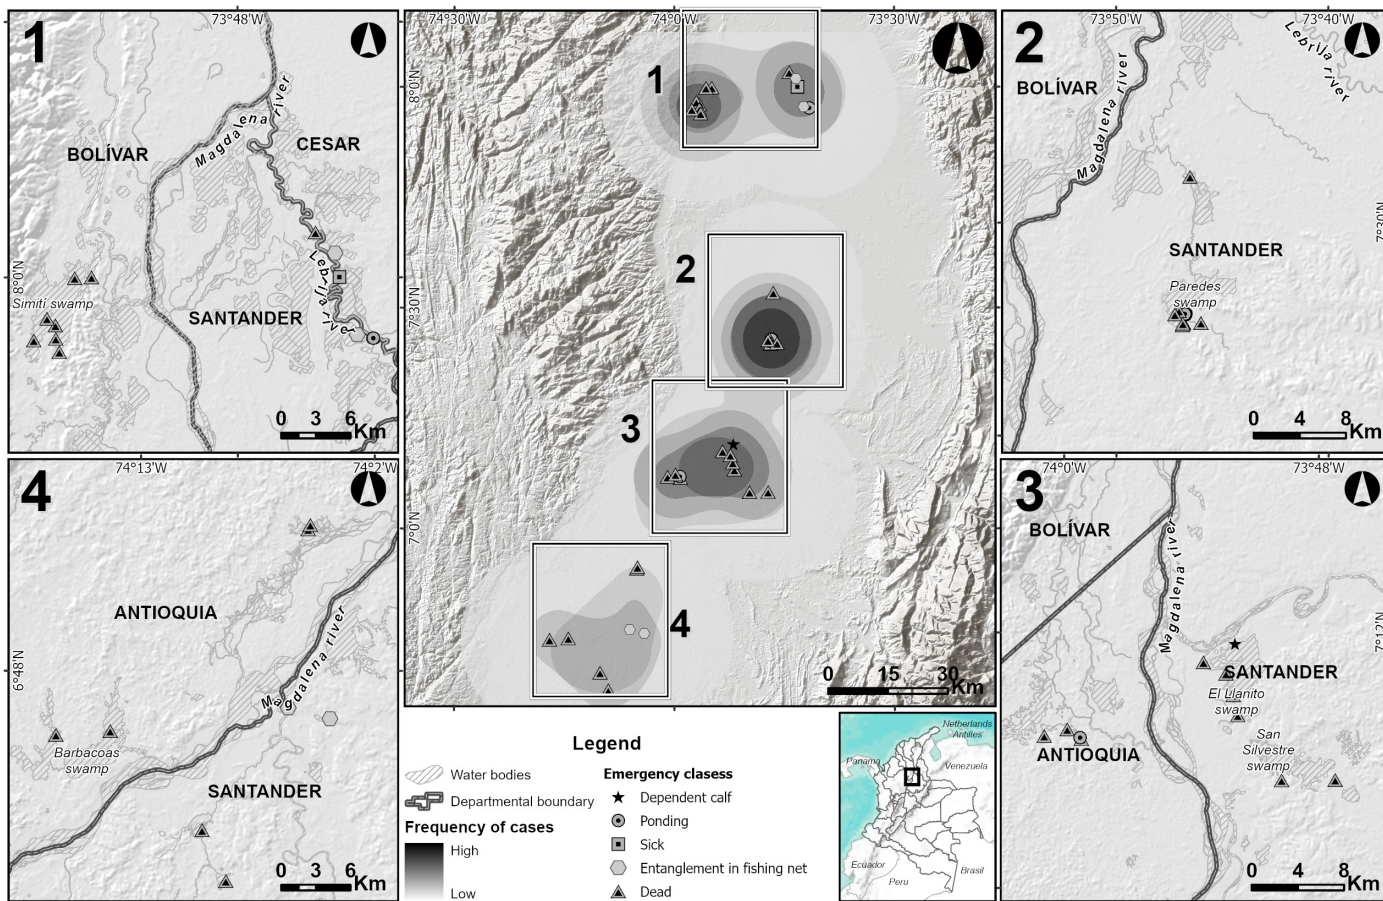 1
73°48'W
8°0'N
Magdalena river
BOLÍVAR
CESAR
Simití swamp
SANTANDER
Lebrija river
0 3 6
Km
74°30'W
74°0'W
73°30'W
8°0'N
7°30'N
7°0'N
1
2
3
4
0 15 30
Km
2
73°50'W
73°40'W
7°30'N
Lebrija river
BOLÍVAR
Magdalena river
SANTANDER
Paredes
swamp
0 4 8
Km
4
74°13'W
74°2'W
6°48'N
ANTIOQUIA
Magdalena river
Barbacoas
swamp
SANTANDER
0 3 6
Km
3
74°0'W
73°48'W
7°12'N
BOLÍVAR
Magdalena river
SANTANDER
El Llanito
swamp
San
Silvestre
swamp
ANTIOQUIA
0 4 8
Km
Legend
Water bodies
Departmental boundary
Frequency of cases
High
Low
Emergency clasess
Dependent calf
Ponding
Sick
Entanglement in fishing net
Dead
Netherlands
Antilles
Panama
Venezuela
Ecuador
Peru
Brasil